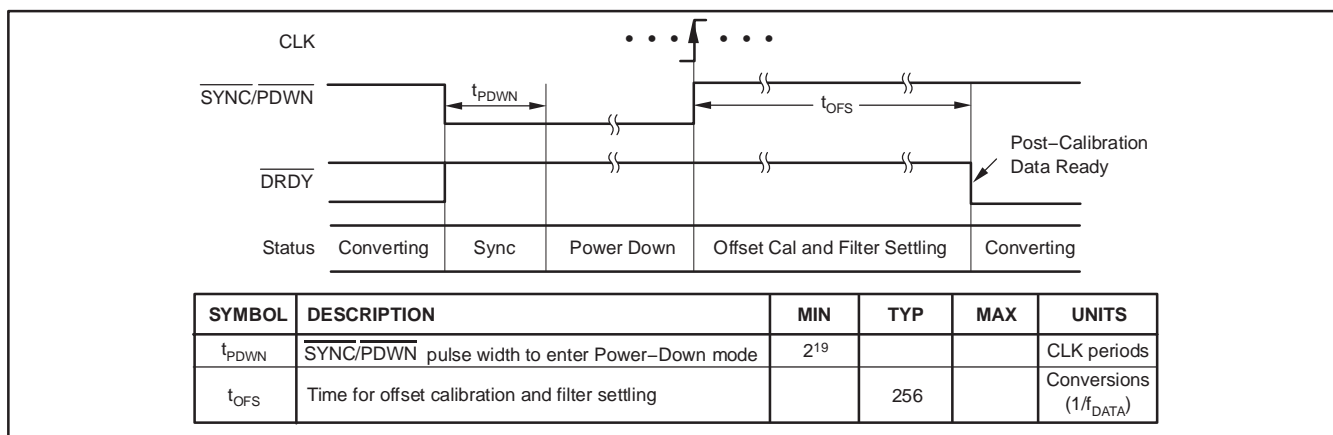 CLK
SYNC/PDWN
tPDWN
tOFS
DRDY
Post–Calibration
Data Ready
Status Converting Sync Power Down Offset Cal and Filter Settling Converting
SYMBOL DESCRIPTION MIN TYP MAX UNITS
tPDWN SYNC/PDWN pulse width to enter Power–Down mode 2¹⁹ CLK periods
tOFS Time for offset calibration and filter settling 256 Conversions
(1/fDATA)